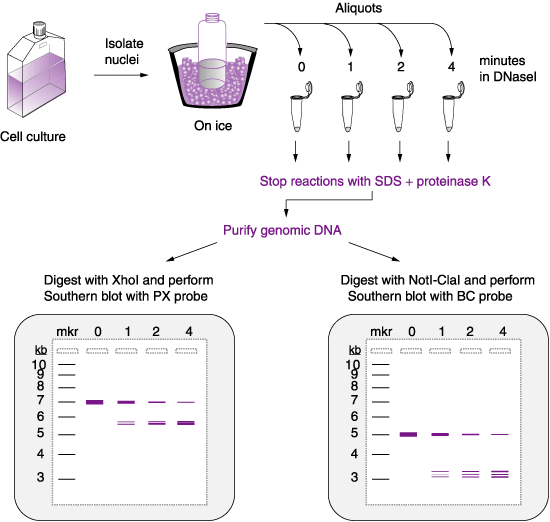 Aliquots
Isolate
nuclei
0 1 2 4 minutes
in DNaseI
Cell culture
On ice
Stop reactions with SDS + proteinase K
Purify genomic DNA
Digest with XhoI and perform
Southern blot with PX probe
mkr 0 1 2 4
kb
10
9
8
7
6
5
4
3
Digest with NotI-ClaI and perform
Southern blot with BC probe
mkr 0 1 2 4
kb
10
9
8
7
6
5
4
3